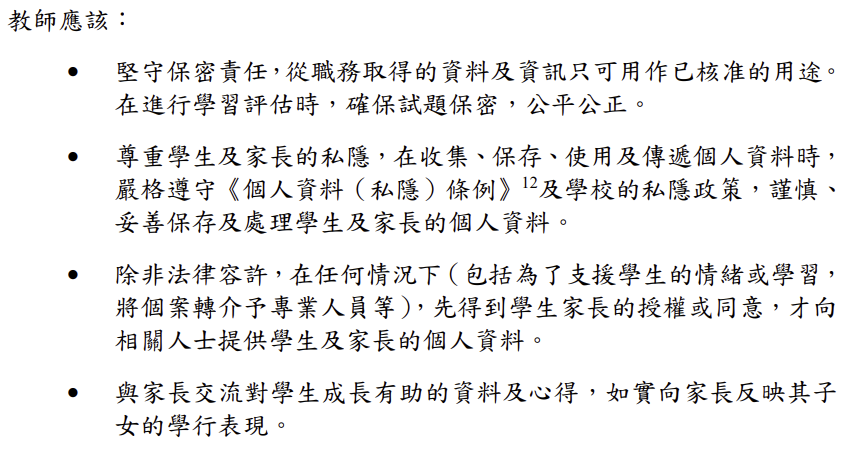 教師應該：
● 堅守保密責任，從職務取得的資料及資訊只可用作已核准的用途。
在進行學習評估時，確保試題保密，公平公正。
● 尊重學生及家長的私隱，在收集、保存、使用及傳遞個人資料時，
嚴格遵守《個人資料（私隱）條例》12及學校的私隱政策，謹慎、
妥善保存及處理學生及家長的個人資料。
● 除非法律容許，在任何情況下（包括為了支援學生的情緒或學習，
將個案轉介予專業人員等），先得到學生家長的授權或同意，才向
相關人士提供學生及家長的個人資料。
● 與家長交流對學生成長有助的資料及心得，如實向家長反映其子
女的學行表現。